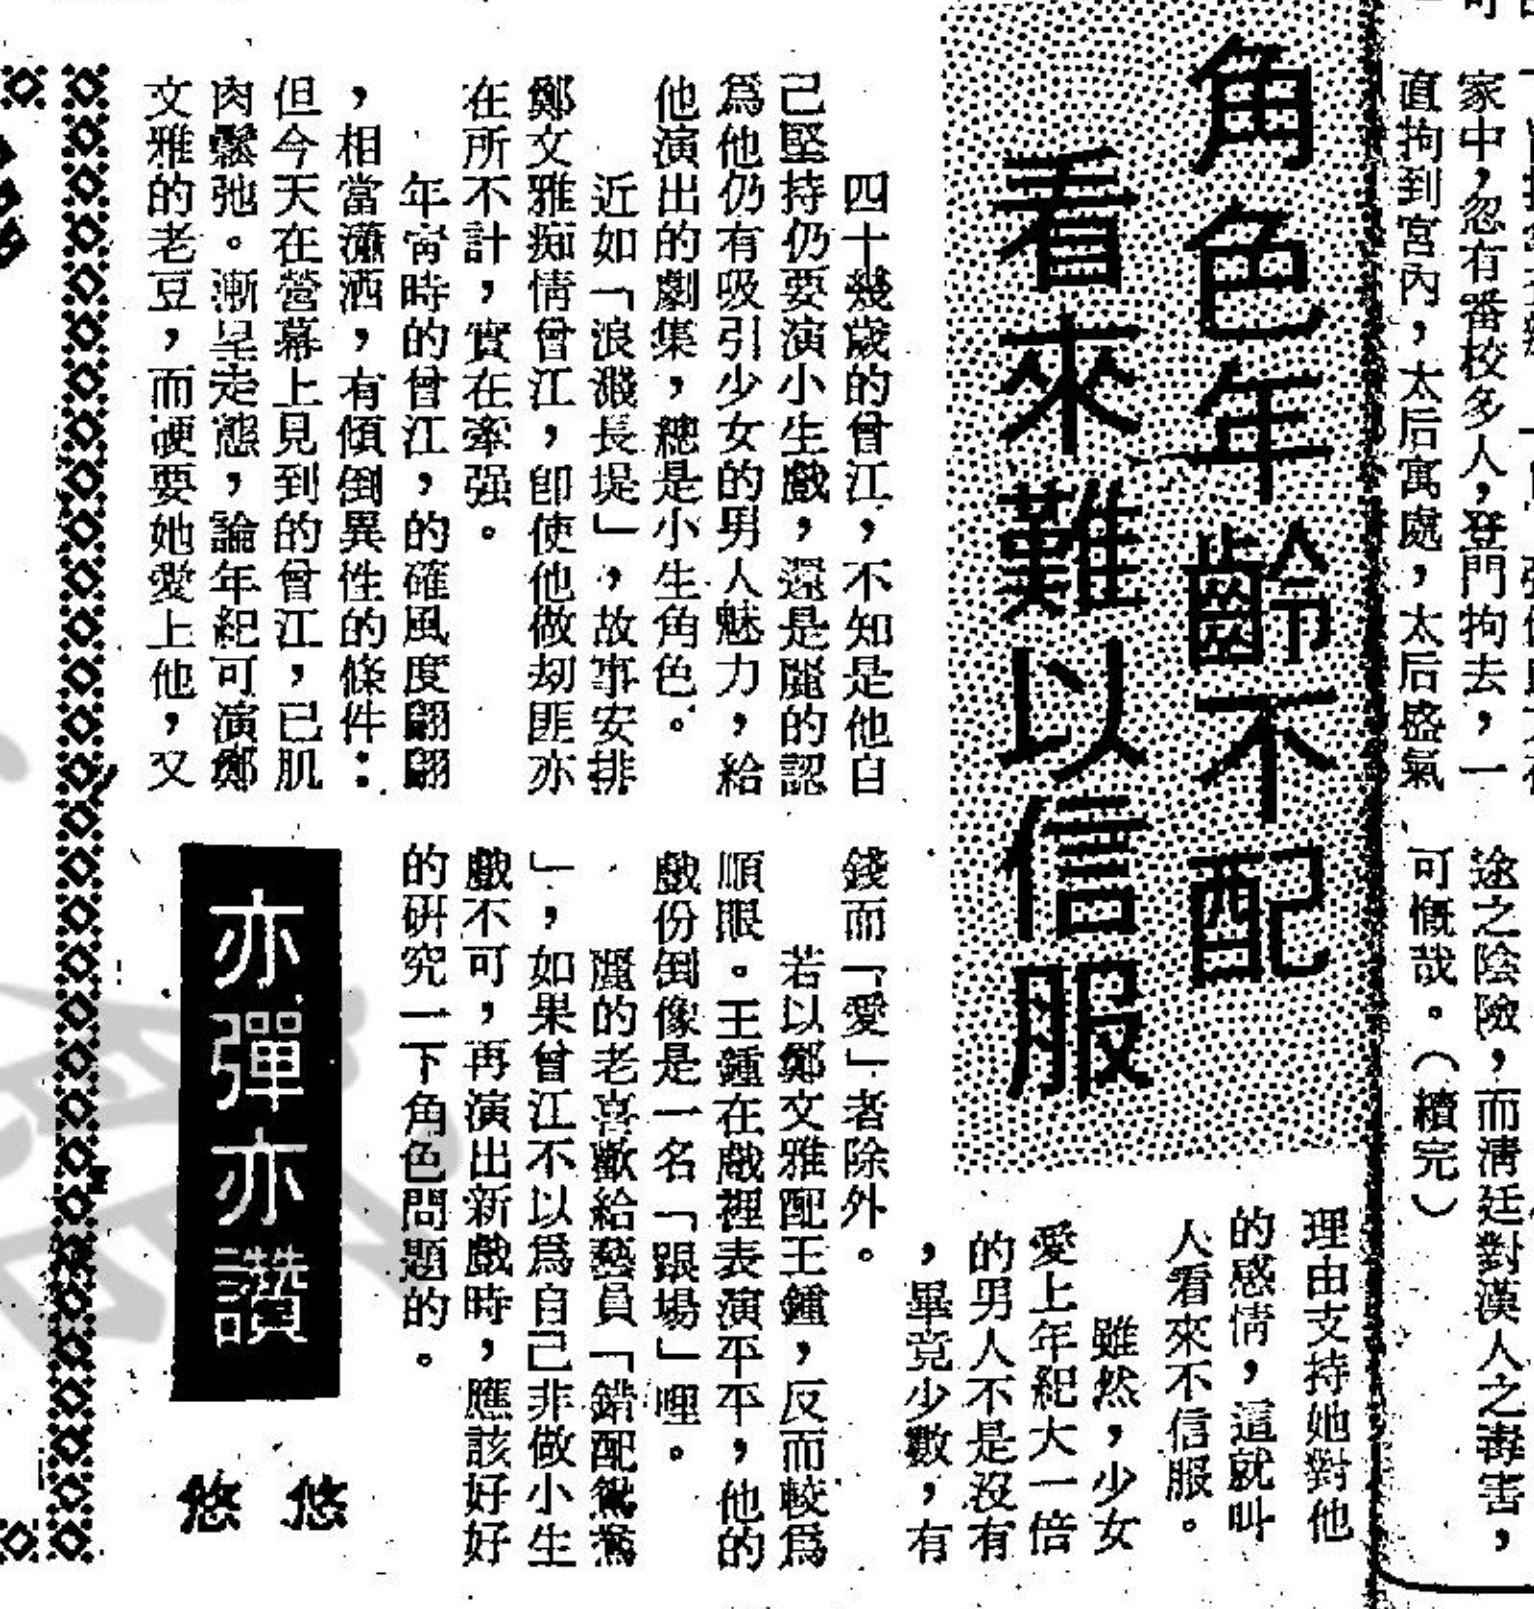 角色年齡不配
看來難以信服
四十幾歲的曾江，不知是他自
己堅持仍要演小生戲，還是麗的認
爲他仍有吸引少女的男人魅力，給
他演出的劇集，總是小生角色。
近如「浪濺長堤」，故事安排
鄭文雅痴情曾江，卽使他做刼匪亦
在所不計，實在牽强。
年靑時的曾江，的確風度翩翩
，相當瀟洒，有傾倒異性的條件：
但今天在螢幕上見到的曾江，已肌
肉鬆弛。漸呈走態，論年紀可演鄭
文雅的老豆，而硬要她愛上他，又
理由支持她對他
的感情，這就叫
人看來不信服。
雖然，少女
愛上年紀大一倍
的男人不是沒有
，畢竟少數，有
錢而「愛」者除外。
若以鄭文雅配王鍾，反而較爲
順眼。王鍾在戲裡表演平平，他的
戲份倒像是一名「跟場」哩。
麗的老喜歡給藝員「錯配鴛鴦
」，如果曾江不以爲自己非做小生
戲不可，再演出新戲時，應該好好
的硏究一下角色問題的。
亦彈亦讚
悠悠
家中，忽有番校多人，登門拘去，一
直拘到宮內，太后寓處，太后盛氣
途之陰險，而淸廷對漢人之毒害，
可慨哉。（續完）